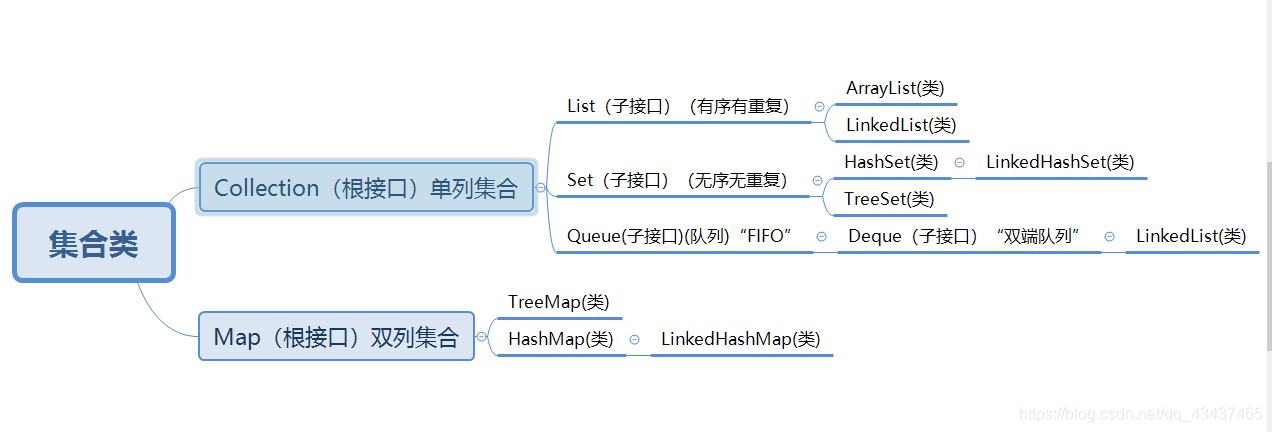 集合类
Collection（根接口）单列集合
List（子接口）（有序有重复）
ArrayList(类)
LinkedList(类)
Set（子接口）（无序无重复）
HashSet(类)
LinkedHashSet(类)
TreeSet(类)
Queue(子接口)(队列)“FIFO”
Deque（子接口）“双端队列”
LinkedList(类)
Map（根接口）双列集合
TreeMap(类)
HashMap(类)
LinkedHashMap(类)
https://blog.csdn.net/qq_43437465